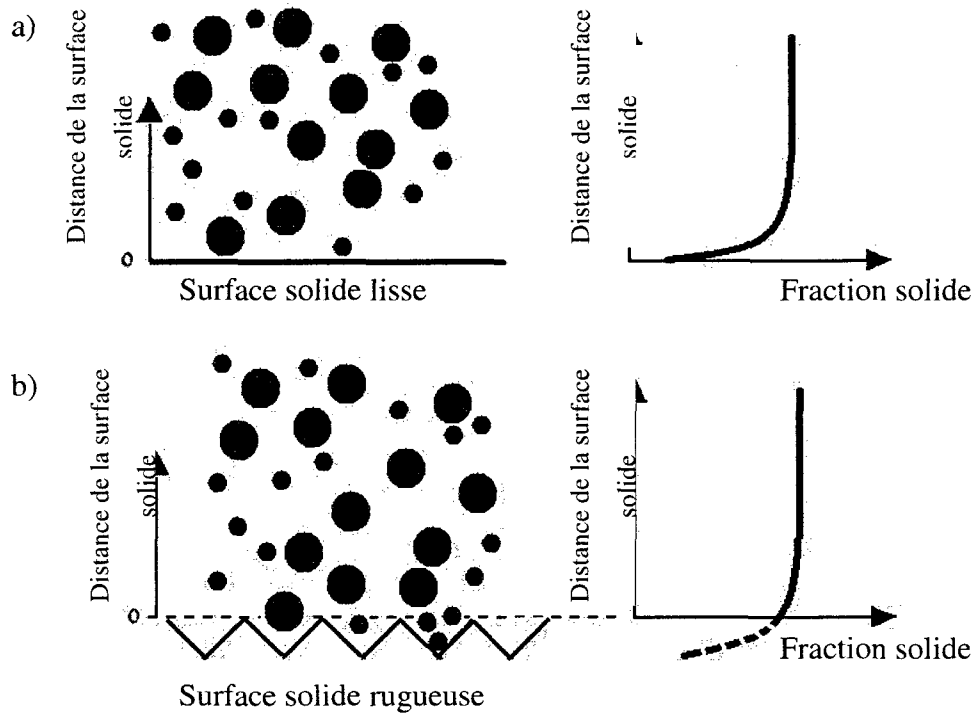 a)
Distance de la surface
solide
0
Surface solide lisse
Distance de la surface
solide
Fraction solide
b)
Distance de la surface
solide
0
Surface solide rugueuse
Distance de la surface
solide
Fraction solide